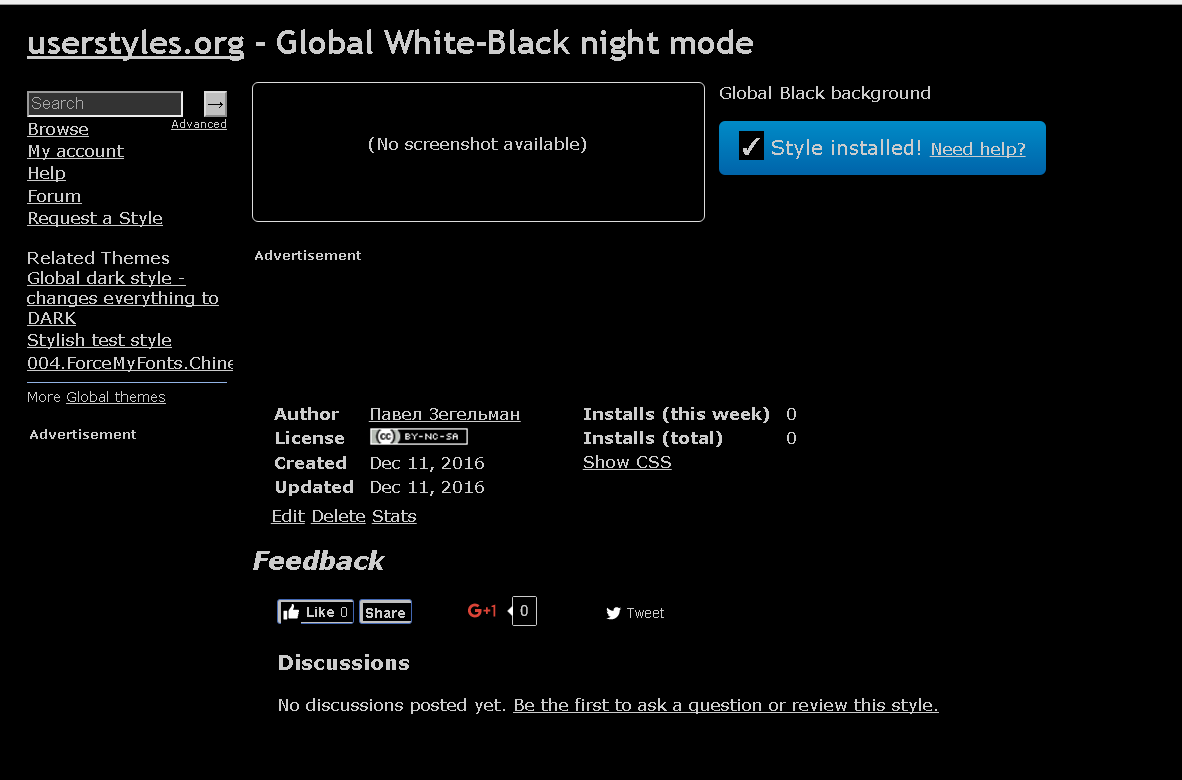 userstyles.org - Global White-Black night mode
Search →
Advanced
Browse
My account
Help
Forum
Request a Style
Related Themes
Global dark style -
changes everything to
DARK
Stylish test style
004.ForceMyFonts.Chine
More Global themes
Advertisement
(No screenshot available)
Global Black background
✓ Style installed! Need help?
Advertisement
Author Павел Зегельман
License CC BY-NC-SA
Created Dec 11, 2016
Updated Dec 11, 2016
Installs (this week) 0
Installs (total) 0
Show CSS
Edit Delete Stats
Feedback
Like 0 Share G+1 0 Tweet
Discussions
No discussions posted yet. Be the first to ask a question or review this style.